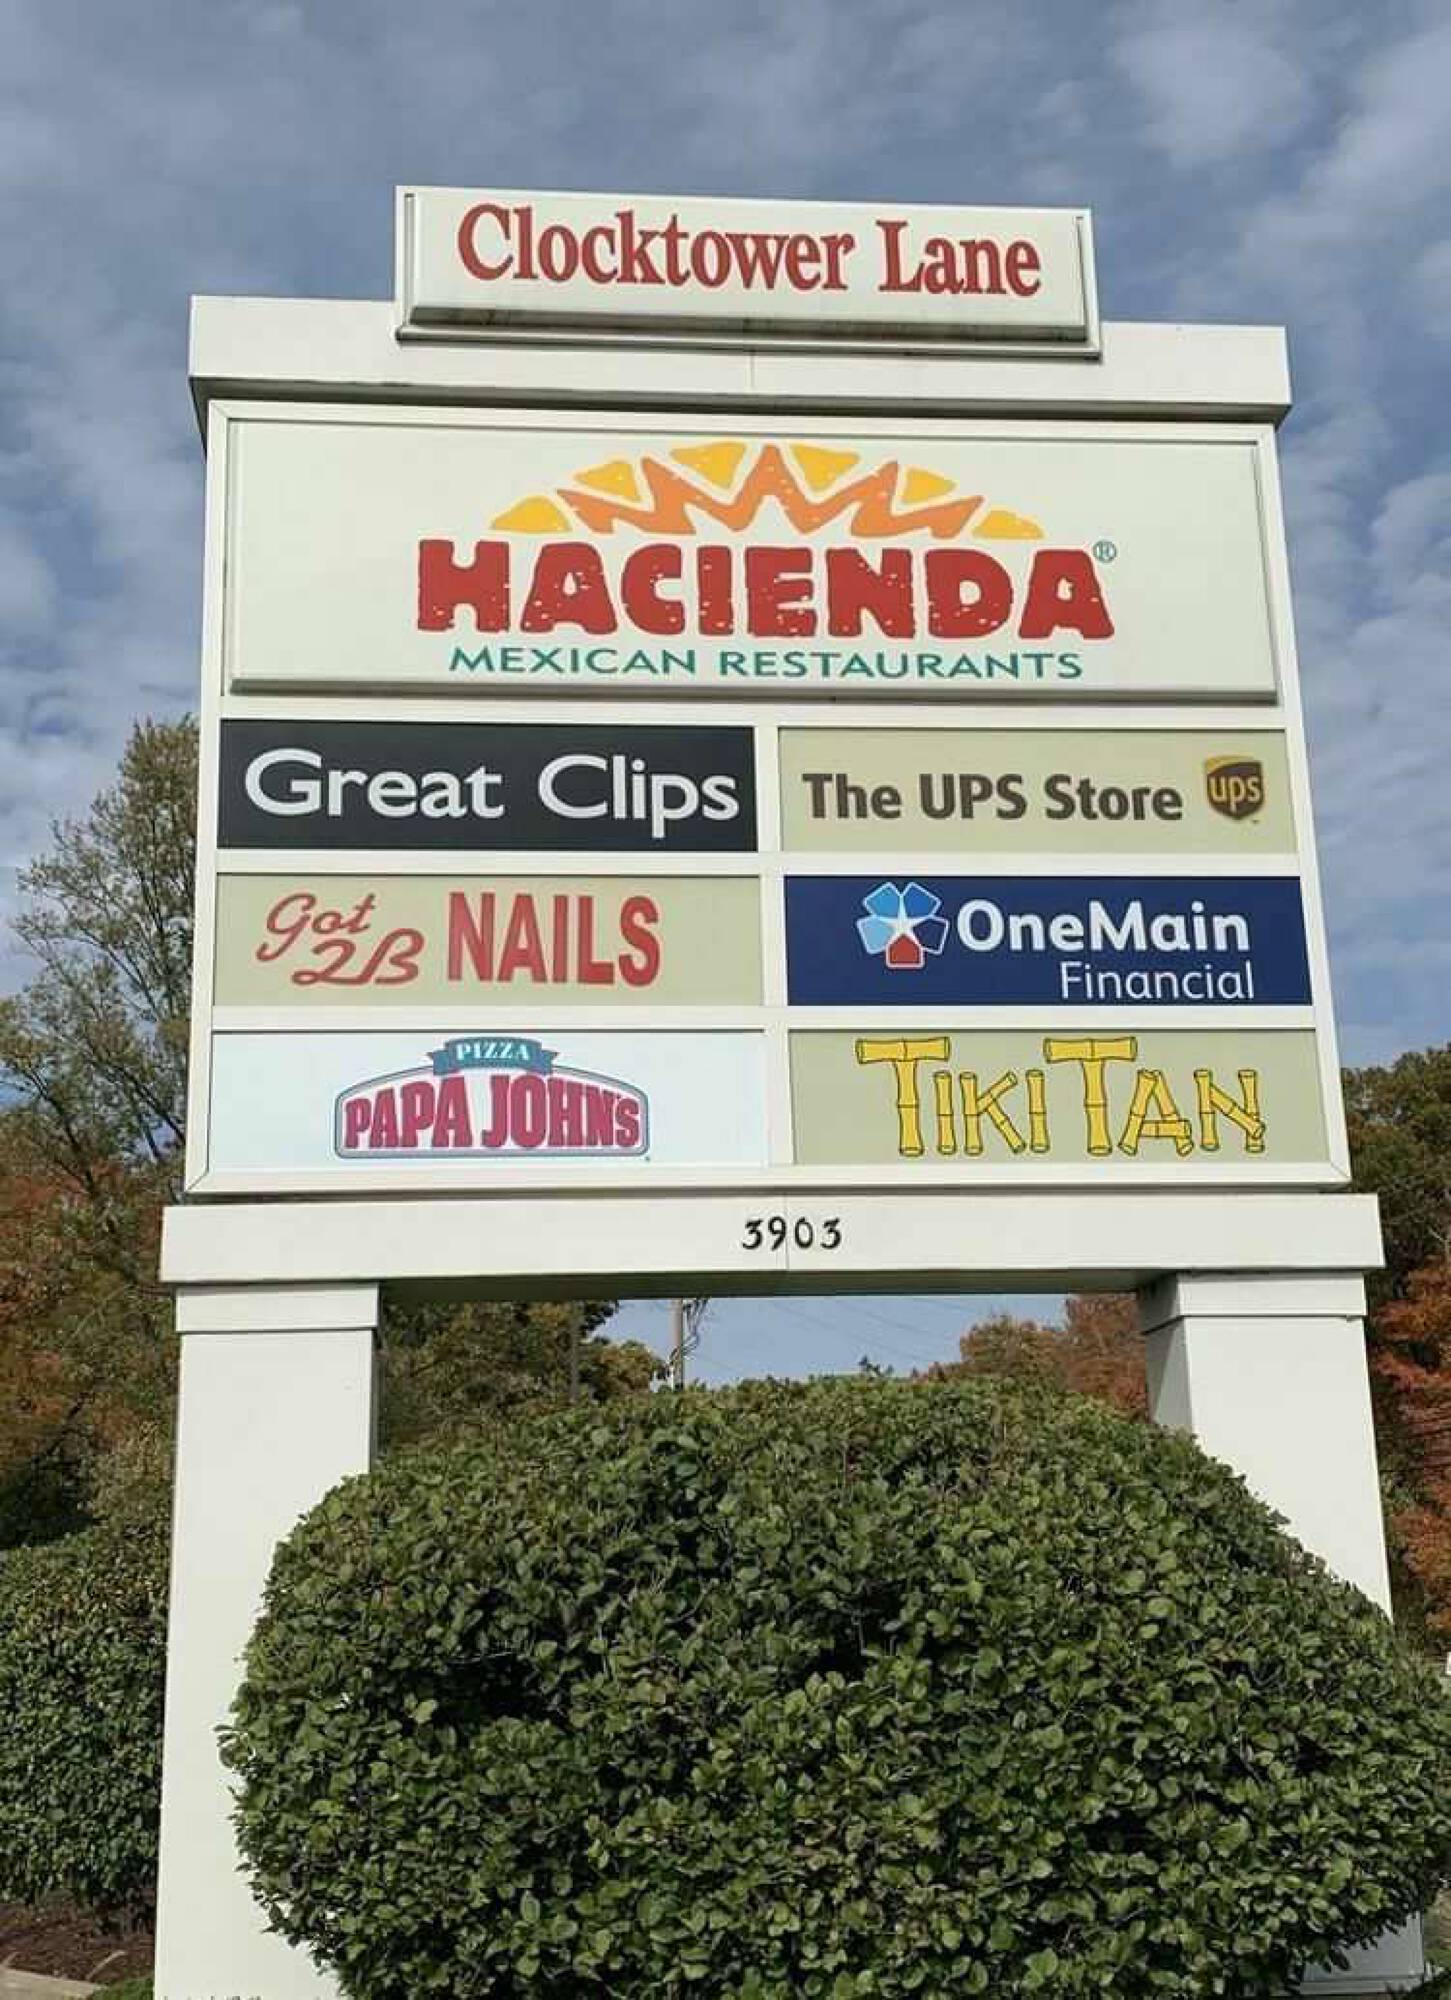 Clocktower Lane
HACIENDA®
MEXICAN RESTAURANTS
Great Clips
The UPS Store ups
Got 2B NAILS
OneMain
Financial
PIZZA
PAPA JOHN'S
TIKI TAN
3903